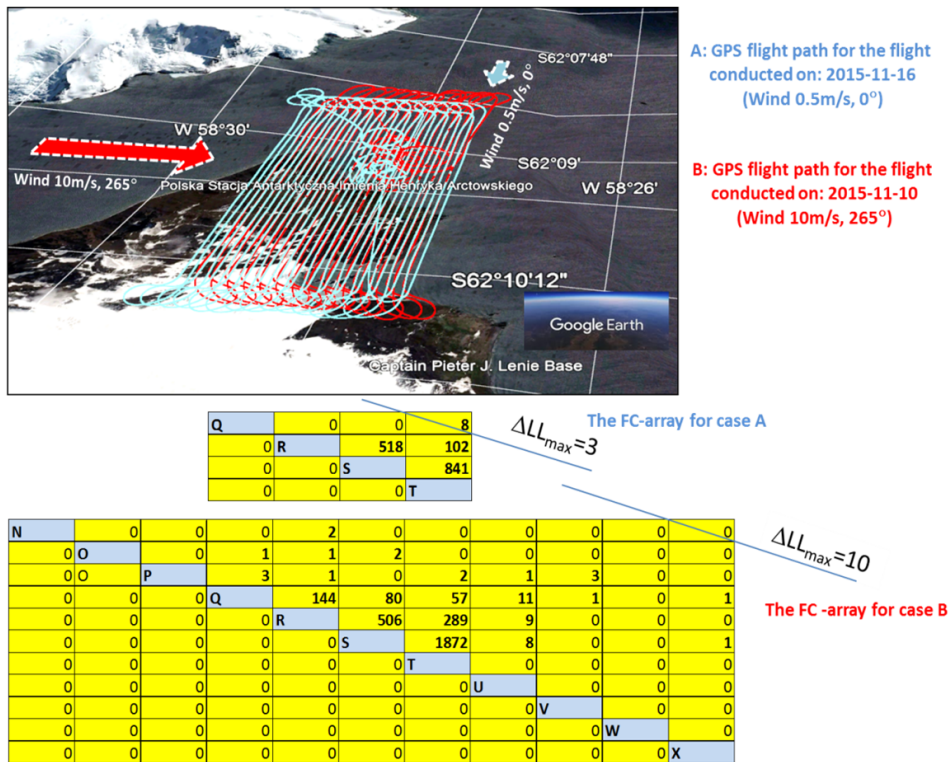 A: GPS flight path for the flight
conducted on: 2015-11-16
(Wind 0.5m/s, 0°)
B: GPS flight path for the flight
conducted on: 2015-11-10
(Wind 10m/s, 265°)
S62°07'48"
W 58°30'
Wind 0.5m/s, 0°
S62°09'
Wind 10m/s, 265°
Polska Stacja Antarktyczna Imienia Henryka Arctowskiego
W 58°26'
S62°10'12"
Google Earth
Captain Pieter J. Lenie Base
The FC-array for case A
ΔLLmax=3
Q 0 0 8
0 R 518 102
0 0 S 841
0 0 0 T
ΔLLmax=10
The FC -array for case B
N 0 0 0 2 0 0 0 0 0 0
0 O 0 1 1 2 0 0 0 0 0
0 O P 3 1 0 2 1 3 0 0
0 0 0 Q 144 80 57 11 1 0 1
0 0 0 0 R 506 289 9 0 0 0
0 0 0 0 0 S 1872 8 0 0 1
0 0 0 0 0 0 T 0 0 0 0
0 0 0 0 0 0 0 U 0 0 0
0 0 0 0 0 0 0 0 V 0 0
0 0 0 0 0 0 0 0 0 W 0
0 0 0 0 0 0 0 0 0 0 X